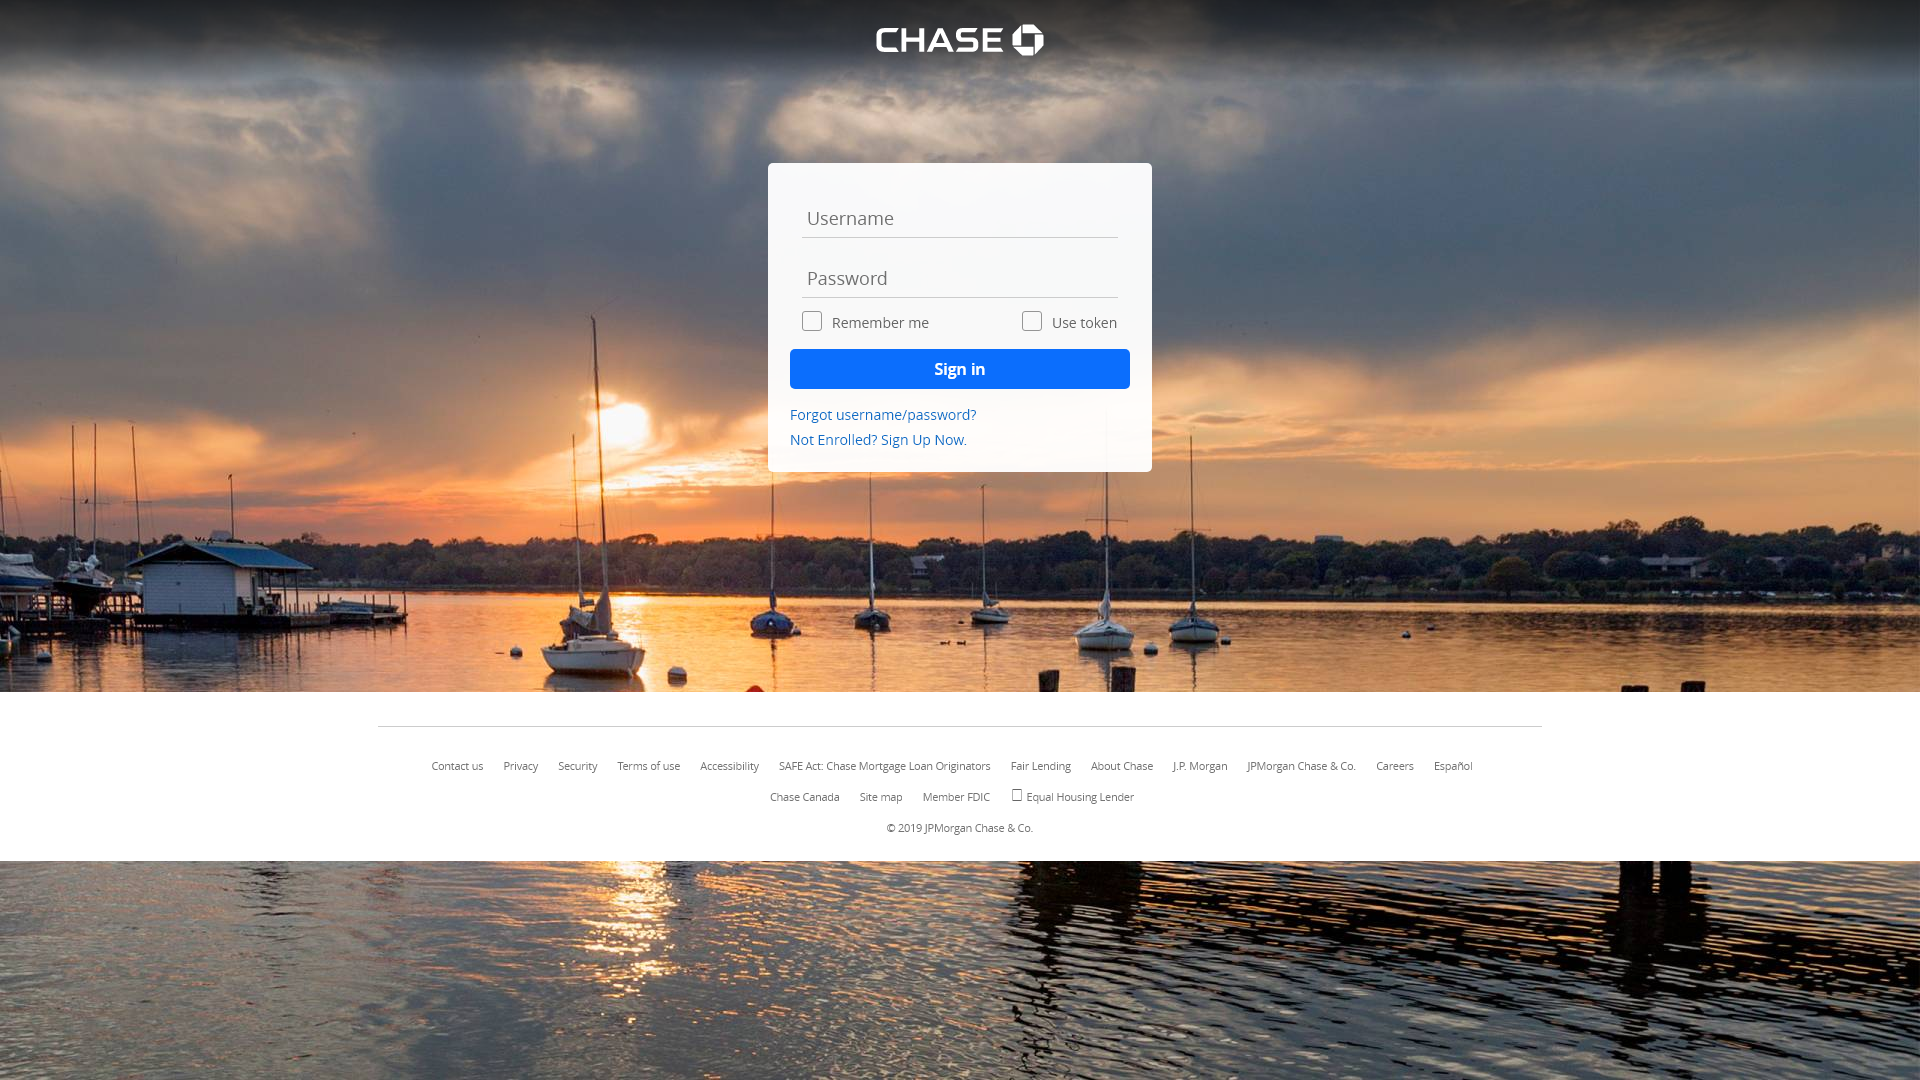 CHASE
Username
Password
Remember me Use token
Sign in
Forgot username/password?
Not Enrolled? Sign Up Now.
Contact us Privacy Security Terms of use Accessibility SAFE Act: Chase Mortgage Loan Originators Fair Lending About Chase J.P. Morgan JPMorgan Chase & Co. Careers Español
Chase Canada Site map Member FDIC Equal Housing Lender
© 2019 JPMorgan Chase & Co.